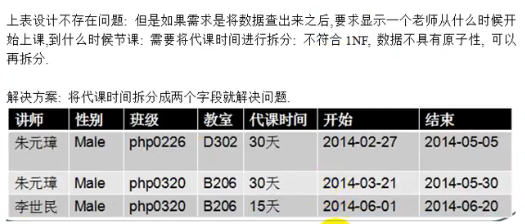 上表设计不存在问题: 但是如果需求是将数据查出来之后,要求显示一个老师从什么时候开
始上课,到什么时候节课: 需要将代课时间进行拆分: 不符合 1NF, 数据不具有原子性, 可以
再拆分.
解决方案: 将代课时间拆分成两个字段就解决问题.
讲师 性别 班级 教室 代课时间 开始 结束
朱元璋 Male php0226 D302 30天 2014-02-27 2014-05-05
朱元璋 Male php0320 B206 30天 2014-03-21 2014-05-30
李世民 Male php0320 B206 15天 2014-06-01 2014-06-20